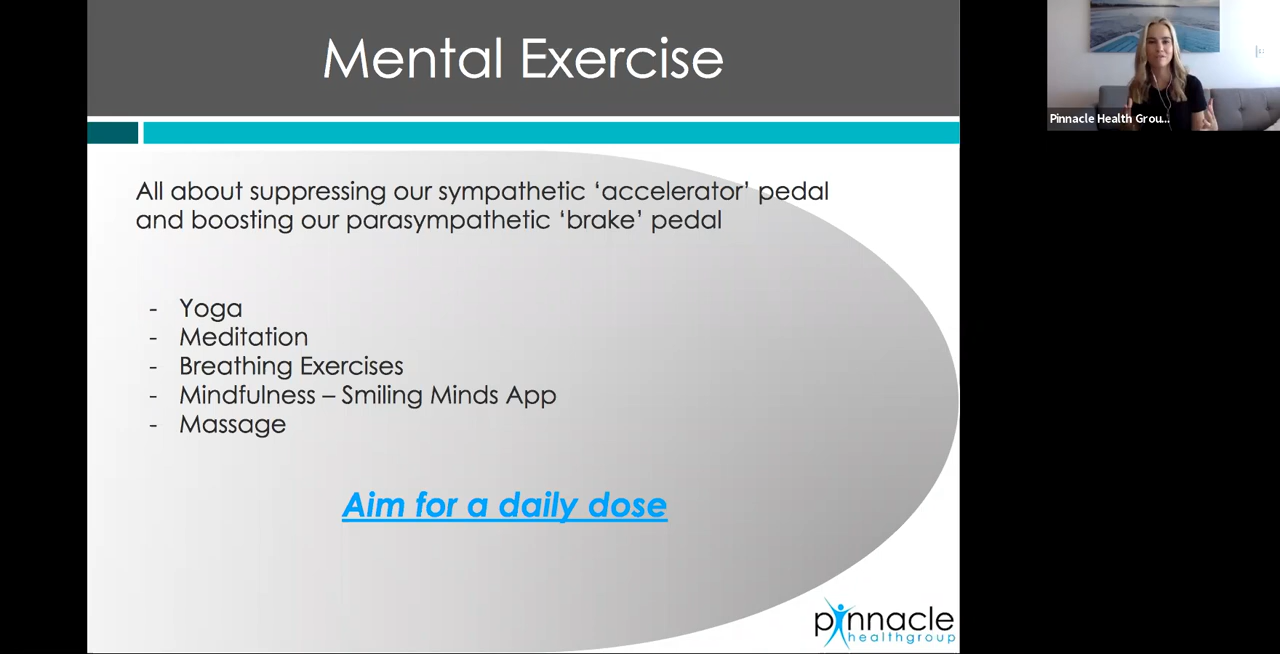 Mental Exercise
All about suppressing our sympathetic ‘accelerator’ pedal
and boosting our parasympathetic ‘brake’ pedal
- Yoga
- Meditation
- Breathing Exercises
- Mindfulness – Smiling Minds App
- Massage
Aim for a daily dose
pinnacle
healthgroup
Pinnacle Health Grou...